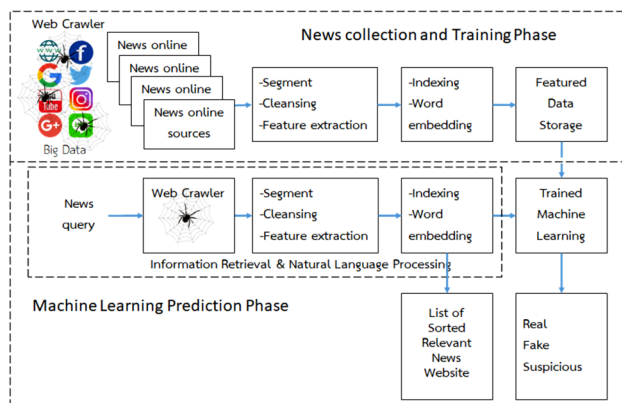 Web Crawler
News collection and Training Phase
www
f
G
You
Tube
G+
Big Data
News online
News online
News online
News online
sources
-Segment
-Cleansing
-Feature extraction
-Indexing
-Word
embedding
Featured
Data
Storage
News
query
Web Crawler
-Segment
-Cleansing
-Feature extraction
-Indexing
-Word
embedding
Trained
Machine
Learning
Information Retrieval & Natural Language Processing
Machine Learning Prediction Phase
List of
Sorted
Relevant
News
Website
Real
Fake
Suspicious